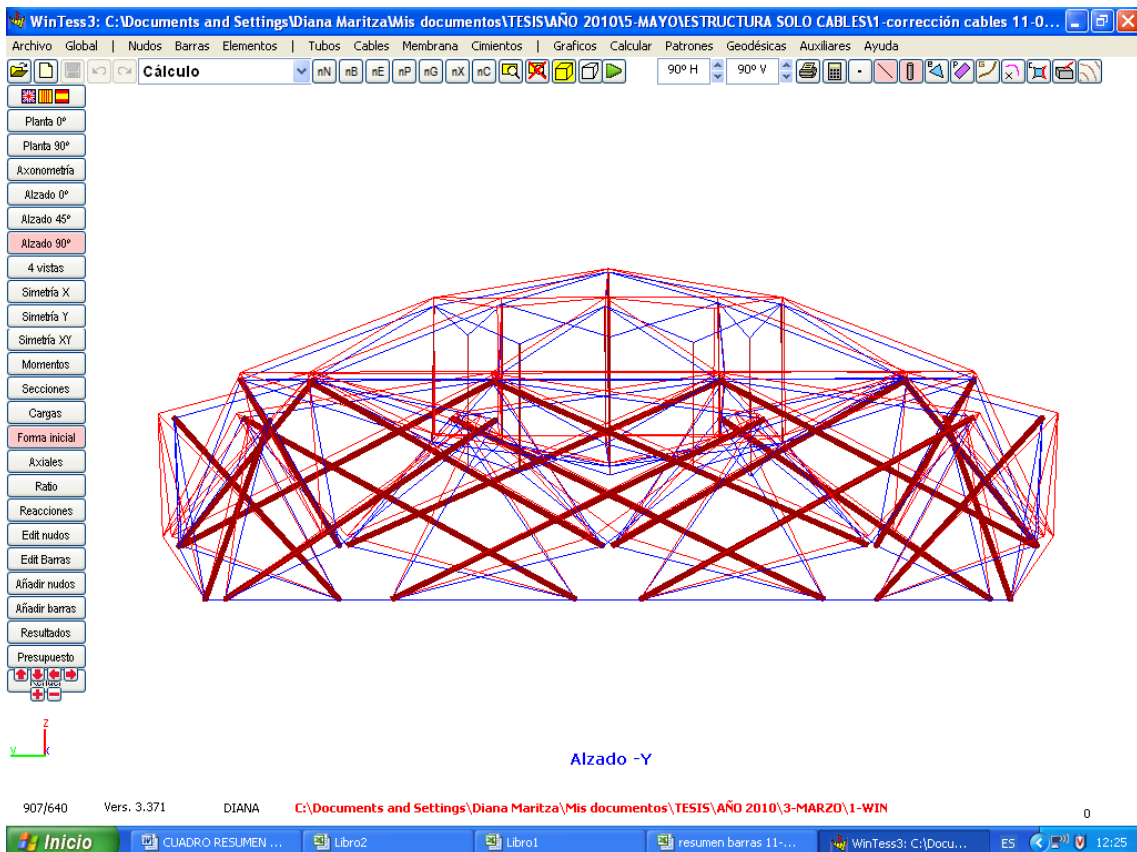 WinTess3: C:\Documents and Settings\Diana Maritza\Mis documentos\TESIS\AÑO 2010\5-MAYO\ESTRUCTURA SOLO CABLES\1-corrección cables 11-0...
Archivo Global | Nudos Barras Elementos | Tubos Cables Membrana Cimientos | Graficos Calcular Patrones Geodésicas Auxiliares Ayuda
Cálculo nN nB nE nP nG nX nC 90º H 90º V
Planta 0º
Planta 90º
Axonometría
Alzado 0º
Alzado 45º
Alzado 90º
4 vistas
Simetría X
Simetría Y
Simetría XY
Momentos
Secciones
Cargas
Forma inicial
Axiales
Ratio
Reacciones
Edit nudos
Edit Barras
Añadir nudos
Añadir barras
Resultados
Presupuesto
Z
Y X
Alzado -Y
907/640 Vers. 3.371 DIANA C:\Documents and Settings\Diana Maritza\Mis documentos\TESIS\AÑO 2010\3-MARZO\1-WIN 0
Inicio CUADRO RESUMEN ... Libro2 Libro1 resumen barras 11-... WinTess3: C:\Docu... ES 12:25